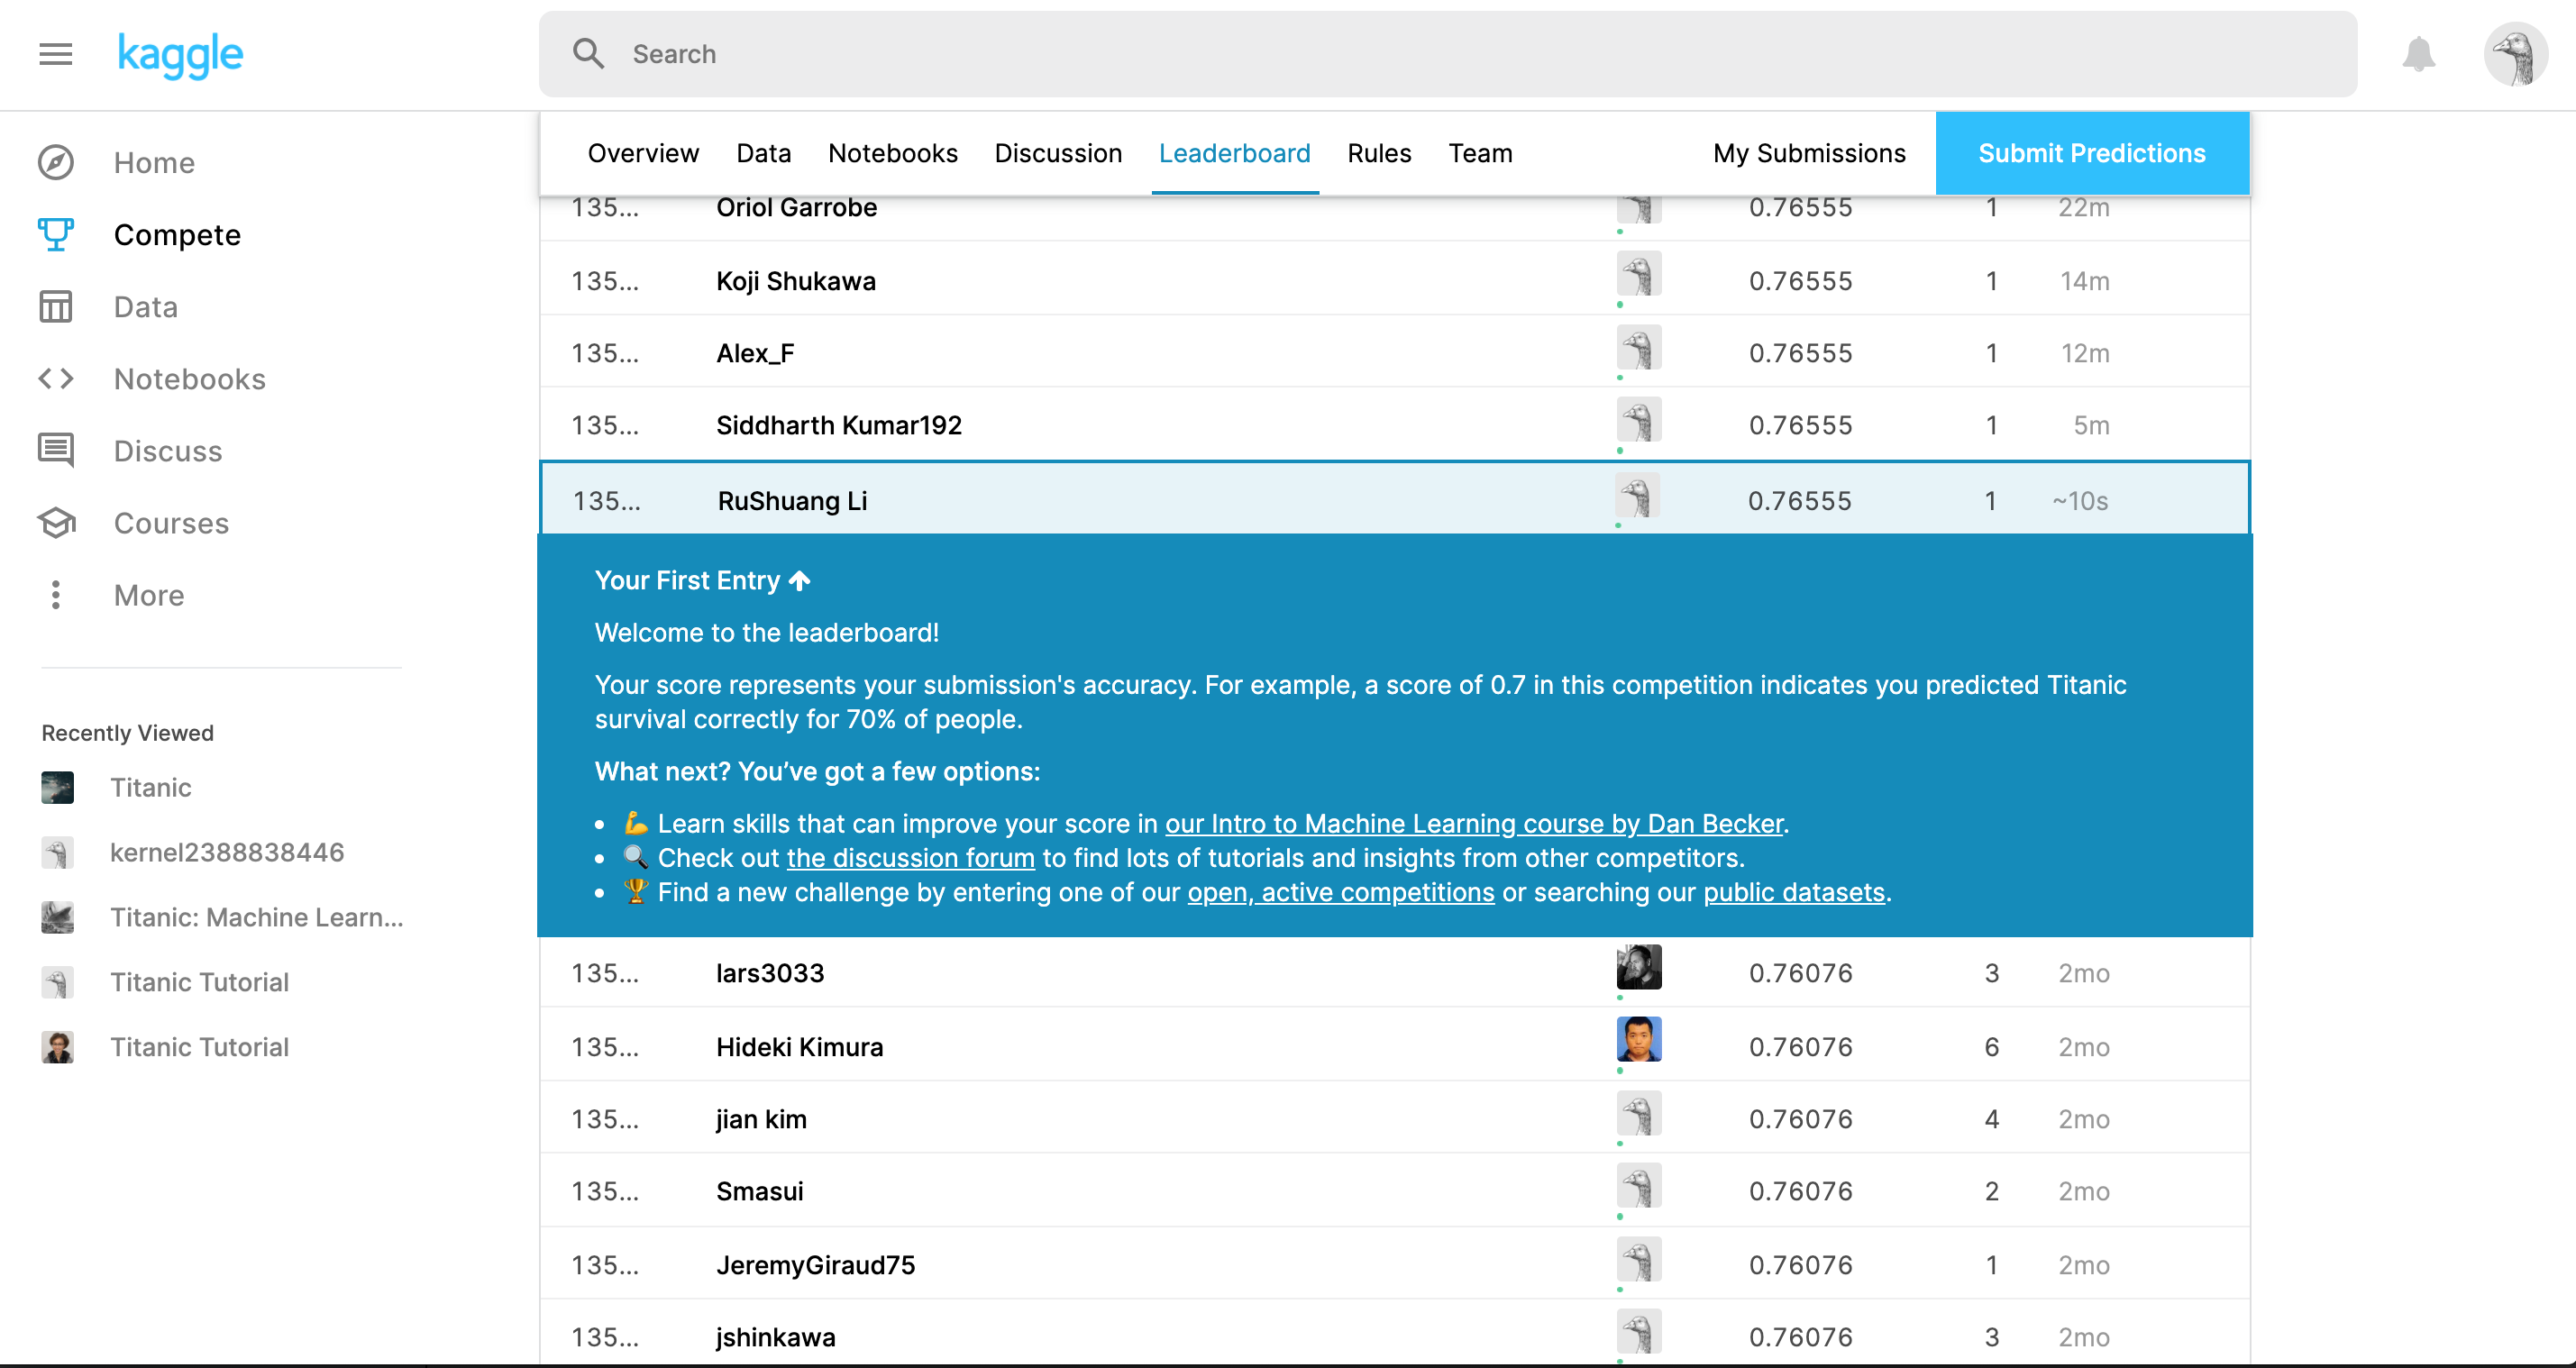 kaggle
Search
Overview Data Notebooks Discussion Leaderboard Rules Team My Submissions Submit Predictions
Home
Compete
Data
Notebooks
Discuss
Courses
More
Recently Viewed
Titanic
kernel2388838446
Titanic: Machine Learn...
Titanic Tutorial
Titanic Tutorial
135... Oriol Garrobe 0.76555 1 22m
135... Koji Shukawa 0.76555 1 14m
135... Alex_F 0.76555 1 12m
135... Siddharth Kumar192 0.76555 1 5m
135... RuShuang Li 0.76555 1 ~10s
Your First Entry ↑
Welcome to the leaderboard!
Your score represents your submission's accuracy. For example, a score of 0.7 in this competition indicates you predicted Titanic
survival correctly for 70% of people.
What next? You’ve got a few options:
• 💪 Learn skills that can improve your score in our Intro to Machine Learning course by Dan Becker.
• 🔍 Check out the discussion forum to find lots of tutorials and insights from other competitors.
• 🏆 Find a new challenge by entering one of our open, active competitions or searching our public datasets.
135... lars3033 0.76076 3 2mo
135... Hideki Kimura 0.76076 6 2mo
135... jian kim 0.76076 4 2mo
135... Smasui 0.76076 2 2mo
135... JeremyGiraud75 0.76076 1 2mo
135... jshinkawa 0.76076 3 2mo